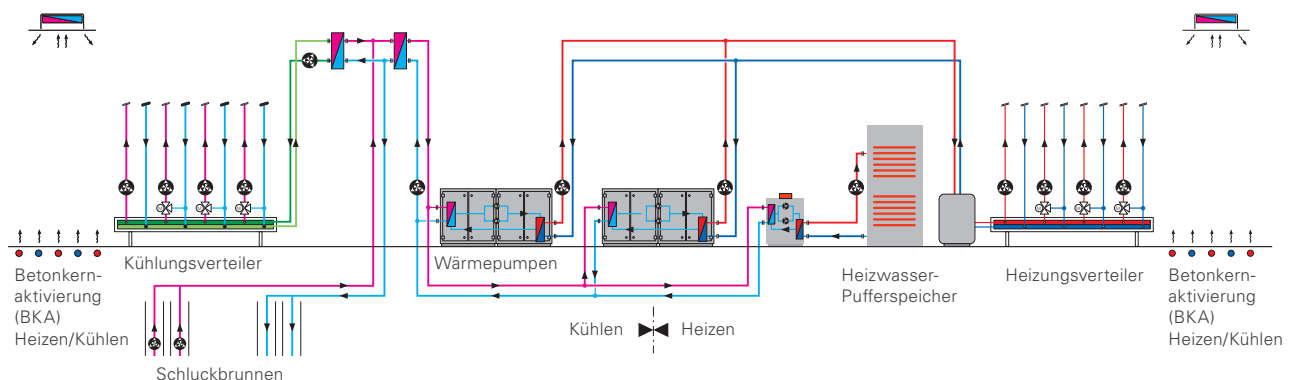 Kühlungsverteiler
Wärmepumpen
Heizwasser-
Pufferspeicher
Heizungsverteiler
Betonkern-
aktivierung
(BKA)
Heizen/Kühlen
Betonkern-
aktivierung
(BKA)
Heizen/Kühlen
Kühlen
Heizen
Schluckbrunnen